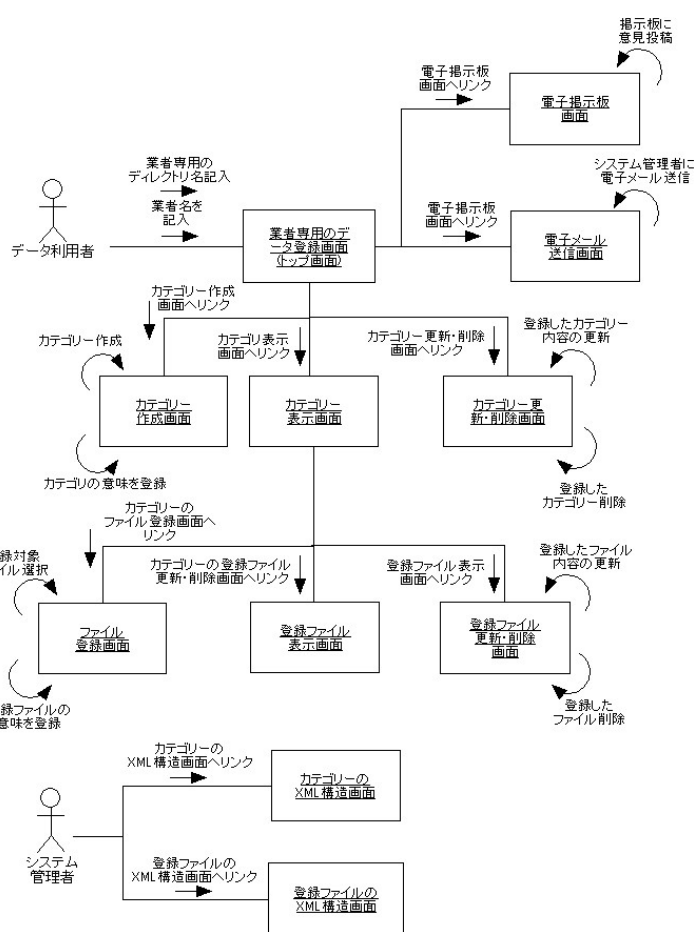 掲示板に
意見投稿
電子掲示板
画面へリンク
電子掲示板
画面
業者専用の
ディレクトリ名記入
業者名を
記入
データ利用者
業者専用のデ
ータ登録画面
(トップ画面)
電子掲示板
画面へリンク
システム管理者に
電子メール送信
電子メール
送信画面
カテゴリー作成
画面へリンク
カテゴリ表示
画面へリンク
カテゴリー更新・削除
画面へリンク
登録したカテゴリー
内容の更新
カテゴリー作成
カテゴリー
作成画面
カテゴリー
表示画面
カテゴリー更
新・削除画面
カテゴリの意味を登録
登録した
カテゴリー削除
カテゴリーの
ファイル登録画面へ
リンク
カテゴリーの登録ファイル
更新・削除画面へリンク
登録ファイル表示
画面へリンク
登録したファイル
内容の更新
録対象
イル選択
ファイル
登録画面
登録ファイル
表示画面
登録ファイル
更新・削除
画面
録ファイルの
意味を登録
登録した
ファイル削除
カテゴリーの
XML構造画面へリンク
カテゴリーの
XML構造画面
システム
管理者
登録ファイルの
XML構造画面へリンク
登録ファイルの
XML構造画面